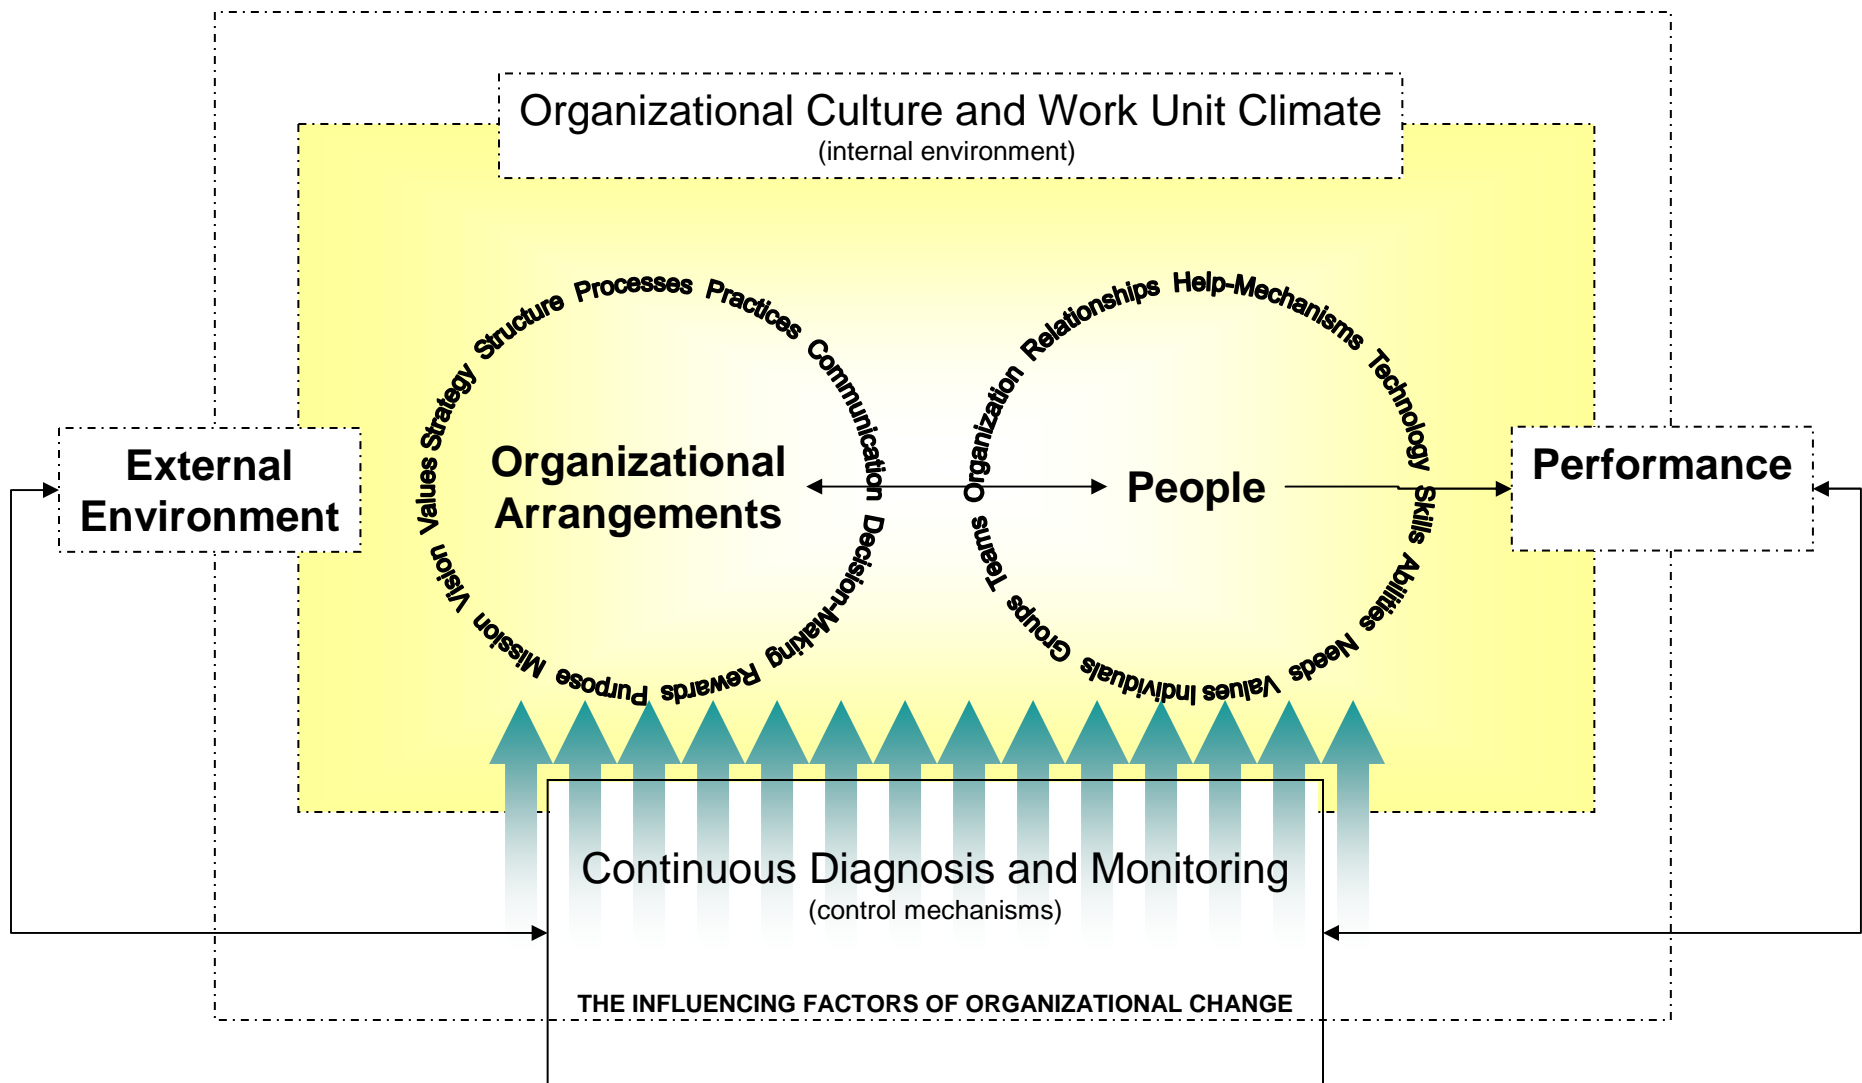 Organizational Culture and Work Unit Climate
(internal environment)
Purpose Mission Vision Values Strategy Structure Processes Practices Communication Decision-Making Rewards
Individuals Groups Teams Organization Relationships Help-Mechanisms Technology Skills Abilities Needs Values
External
Environment
Organizational
Arrangements
People
Performance
Continuous Diagnosis and Monitoring
(control mechanisms)
THE INFLUENCING FACTORS OF ORGANIZATIONAL CHANGE